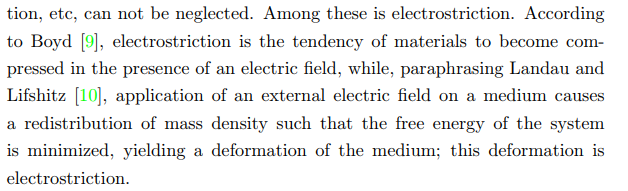 tion, etc, can not be neglected. Among these is electrostriction. According
to Boyd [9], electrostriction is the tendency of materials to become com-
pressed in the presence of an electric field, while, paraphrasing Landau and
Lifshitz [10], application of an external electric field on a medium causes
a redistribution of mass density such that the free energy of the system
is minimized, yielding a deformation of the medium; this deformation is
electrostriction.